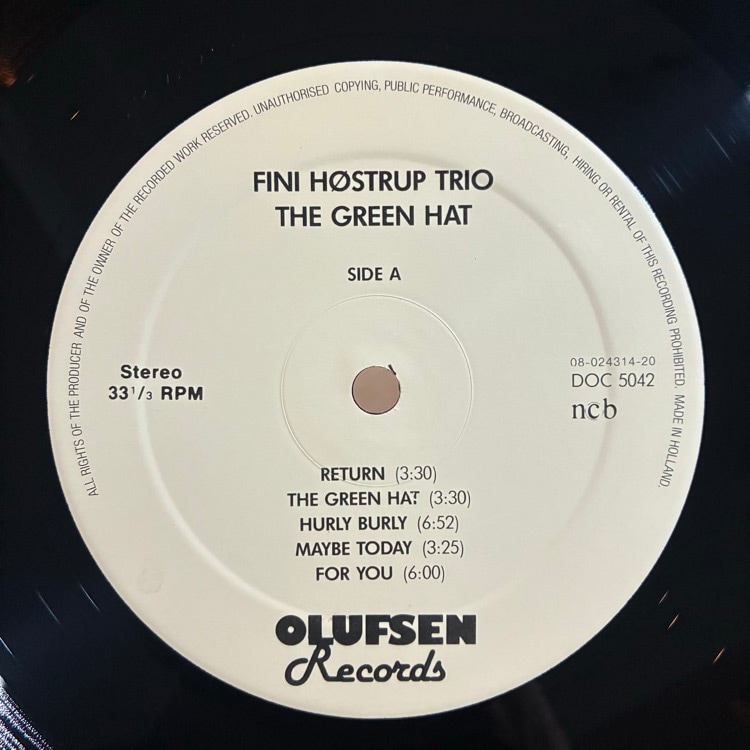 ALL RIGHTS OF THE PRODUCER AND OF THE OWNER OF THE RECORDED WORK RESERVED. UNAUTHORISED COPYING, PUBLIC PERFORMANCE, BROADCASTING, HIRING OR RENTAL OF THIS RECORDING PROHIBITED. MADE IN HOLLAND.
FINI HØSTRUP TRIO
THE GREEN HAT
SIDE A
Stereo
33 1/3 RPM
08-024314-20
DOC 5042
ncb
RETURN (3:30)
THE GREEN HAT (3:30)
HURLY BURLY (6:52)
MAYBE TODAY (3:25)
FOR YOU (6:00)
OLUFSEN
Records